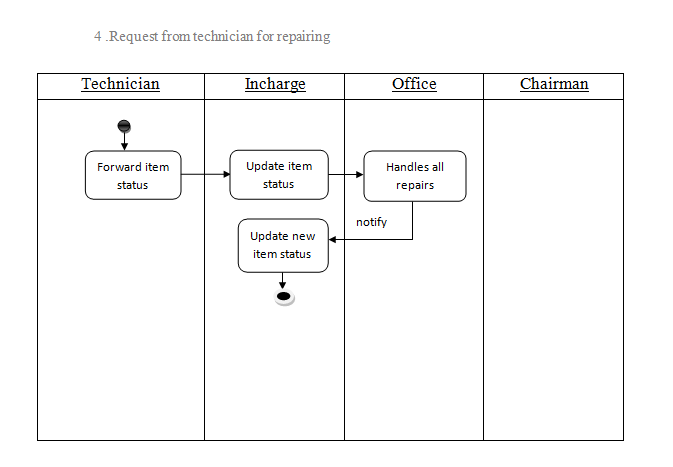 4 .Request from technician for repairing
Technician
Incharge
Office
Chairman
Forward item
status
Update item
status
Handles all
repairs
notify
Update new
item status